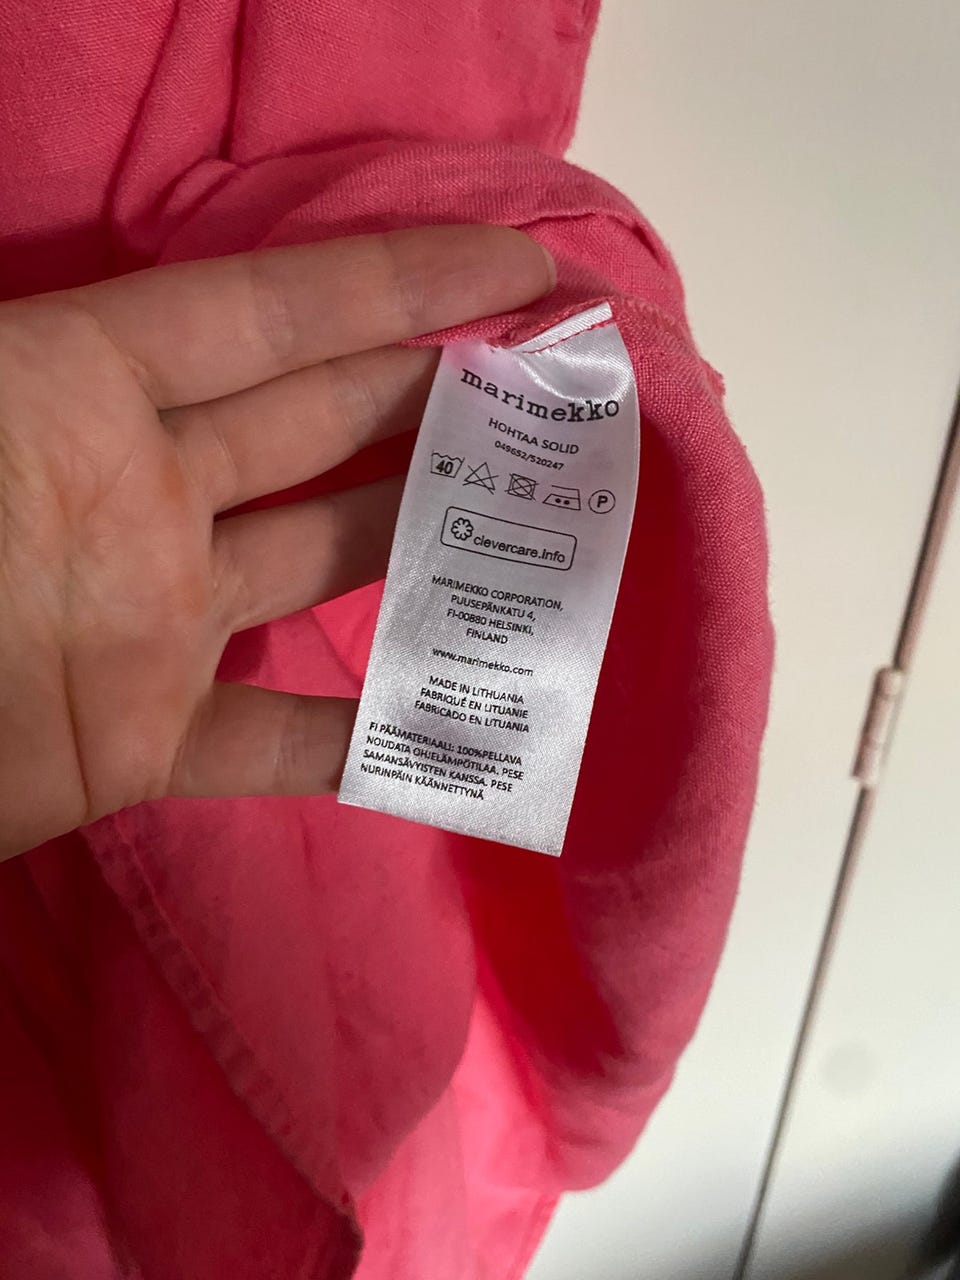 marimekko
HOHTAA SOLID
049652/520247
40
P
clevercare.info
MARIMEKKO CORPORATION,
PUUSEPÄNKATU 4,
FI-00880 HELSINKI,
FINLAND
www.marimekko.com
MADE IN LITHUANIA
FABRIQUÉ EN LITUANIE
FABRICADO EN LITUANIA
FI PÄÄMATERIAALI: 100%PELLAVA
NOUDATA OHJELÄMPÖTILAA. PESE
SAMANSÄVYISTEN KANSSA. PESE
NURINPÄIN KÄÄNNETTYNÄ